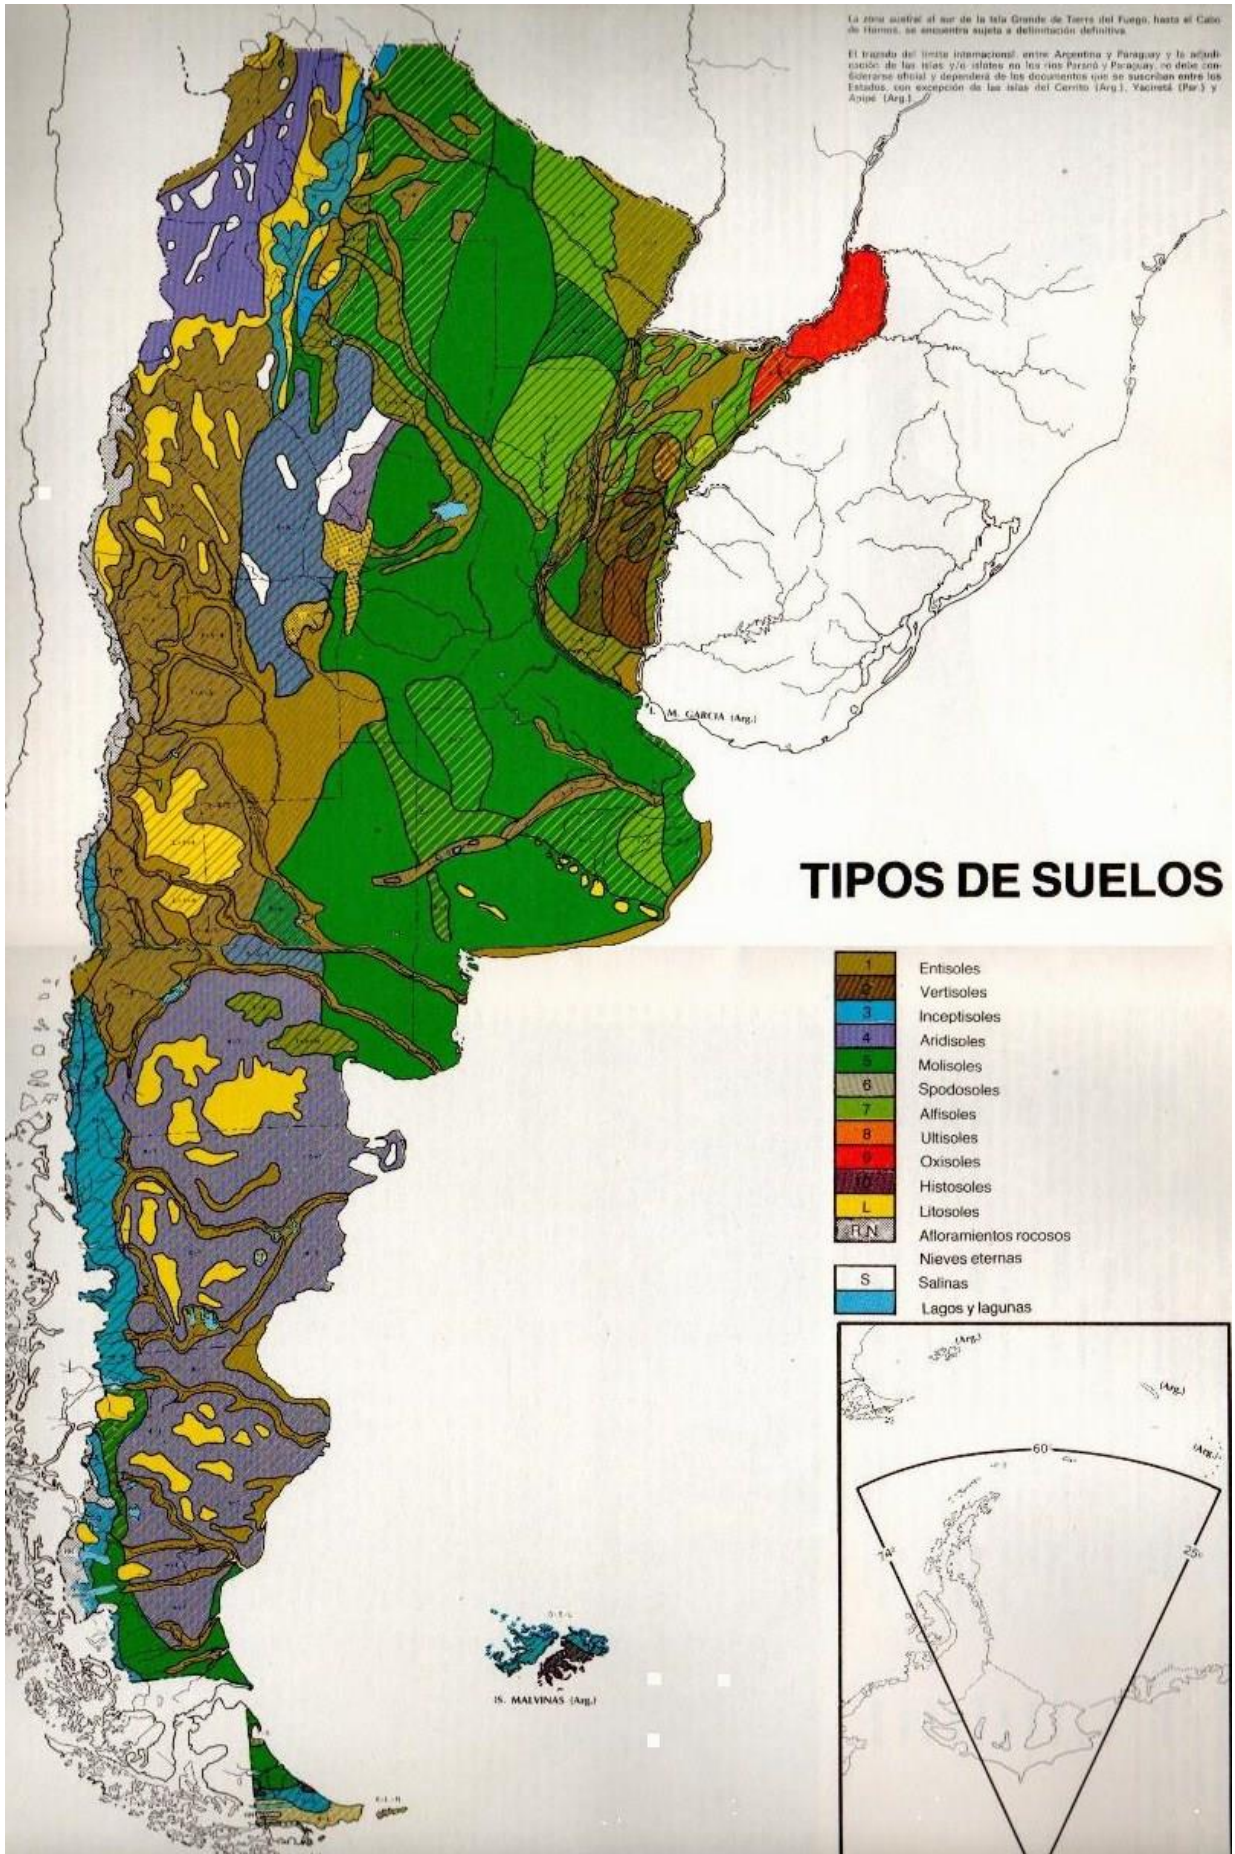 La zona austral al sur de la Isla Grande de Tierra del Fuego, hasta el Cabo
de Hornos, se encuentra sujeta a delimitación definitiva.
El trazado del límite internacional, entre Argentina y Paraguay y la adjudi-
cación de las islas y/o islotes en los ríos Paraná y Paraguay, no debe con-
siderarse oficial y dependerá de los documentos que se suscriban entre los
Estados, con excepción de las islas del Cerrito (Arg.), Yaciretá (Par.) y
Apipé (Arg.)
I. M. GARCIA (Arg.)
TIPOS DE SUELOS
1 Entisoles
2 Vertisoles
3 Inceptisoles
4 Aridisoles
5 Molisoles
6 Spodosoles
7 Alfisoles
8 Ultisoles
9 Oxisoles
10 Histosoles
L Litosoles
R N Afloramientos rocosos
Nieves eternas
S Salinas
Lagos y lagunas
(Arg.)
(Arg.)
(Arg.)
60°
74°
25°
IS. MALVINAS (Arg.)